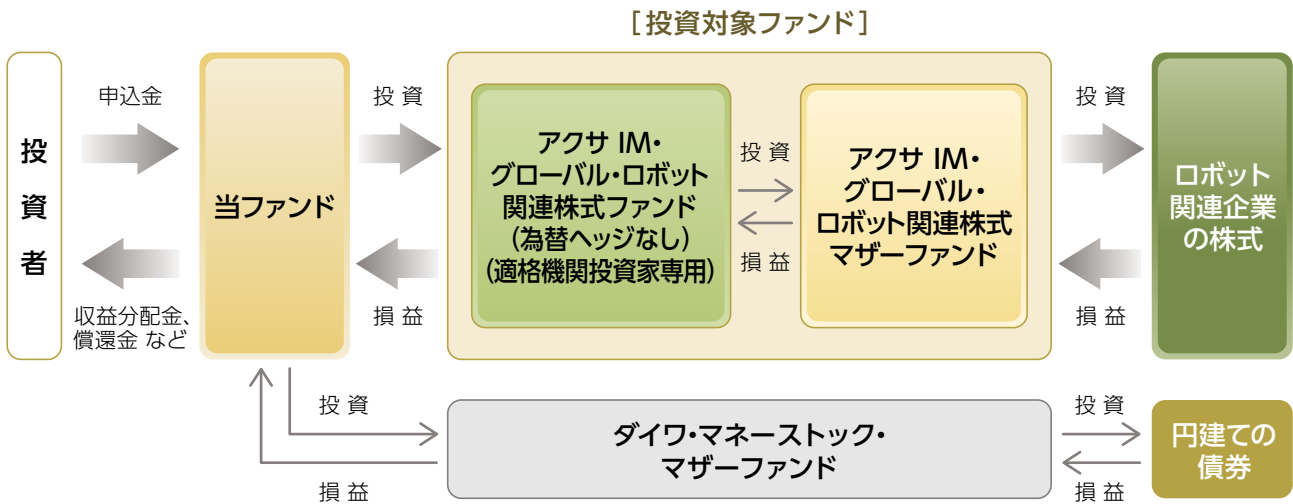 [投資対象ファンド]
投資者
申込金
収益分配金、
償還金 など
当ファンド
投資
損益
アクサ IM・
グローバル・ロボット
関連株式ファンド
(為替ヘッジなし)
(適格機関投資家専用)
投資
損益
アクサ IM・
グローバル・
ロボット関連株式
マザーファンド
投資
損益
ロボット
関連企業
の株式
投資
損益
ダイワ・マネーストック・
マザーファンド
投資
損益
円建ての
債券